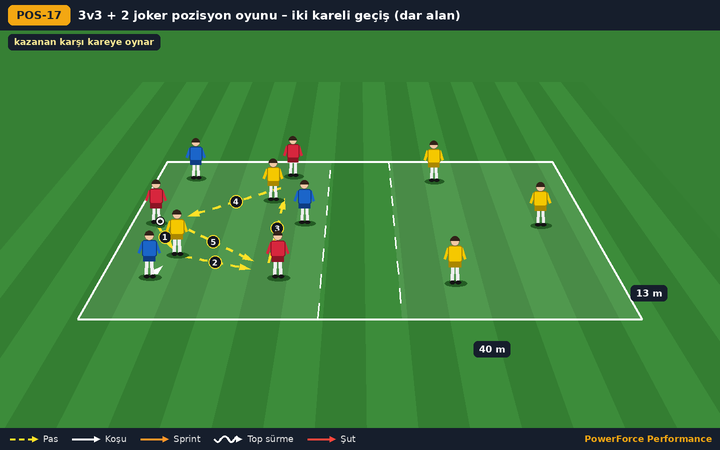 POS-17
3v3 + 2 joker pozisyon oyunu – iki kareli geçiş (dar alan)
kazanan karşı kareye oynar
4
3
1
5
2
13 m
40 m
Pas
Koşu
Sprint
Top sürme
Şut
PowerForce Performance